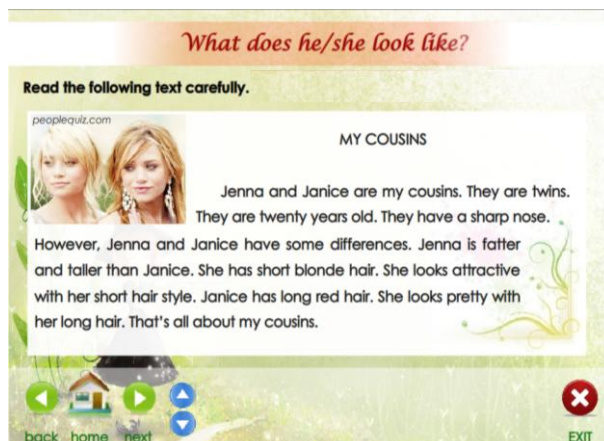 What does he/she look like?
Read the following text carefully.
peoplequiz.com
MY COUSINS
Jenna and Janice are my cousins. They are twins.
They are twenty years old. They have a sharp nose.
However, Jenna and Janice have some differences. Jenna is fatter
and taller than Janice. She has short blonde hair. She looks attractive
with her short hair style. Janice has long red hair. She looks pretty with
her long hair. That's all about my cousins.
back home next
EXIT